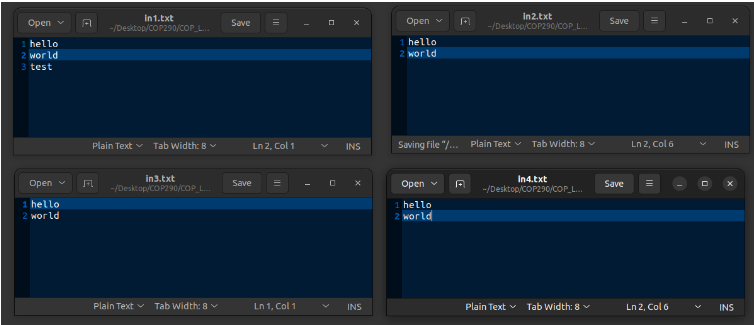 Open in1.txt Save
~/Desktop/COP290/COP_L...
1 hello
2 world
3 test
Plain Text Tab Width: 8 Ln 2, Col 1 INS
Open in2.txt Save
~/Desktop/COP290/COP_L...
1 hello
2 world
Saving file “/... Plain Text Tab Width: 8 Ln 2, Col 6 INS
Open in3.txt Save
~/Desktop/COP290/COP_L...
1 hello
2 world
Plain Text Tab Width: 8 Ln 1, Col 1 INS
Open in4.txt Save
~/Desktop/COP290/COP_L...
1 hello
2 world
Plain Text Tab Width: 8 Ln 2, Col 6 INS